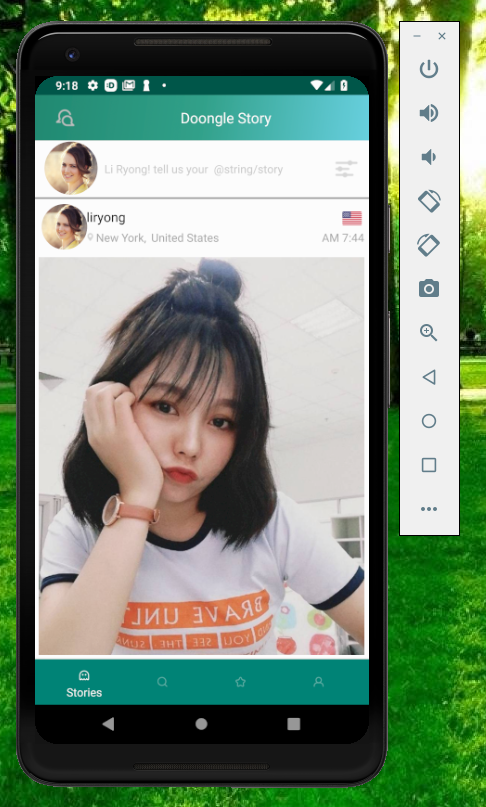 9:18
Doongle Story
Li Ryong! tell us your @string/story
liryong
New York, United States
AM 7:44
BRAVE UNL
YOU SEE THE SUN
Stories